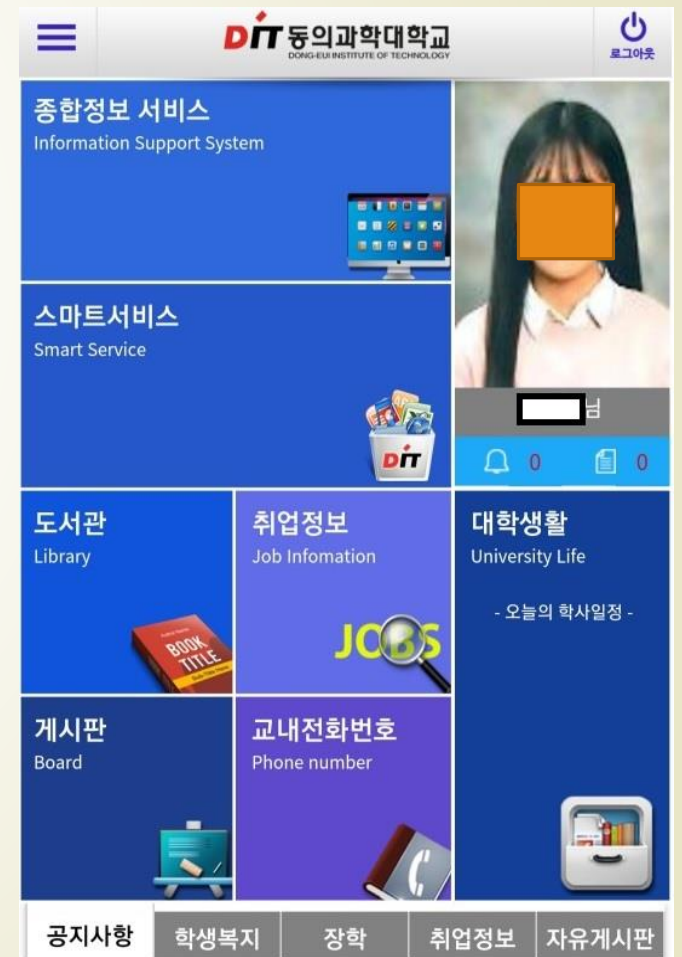 DIT 동의과학대학교
DONG-EUI INSTITUTE OF TECHNOLOGY
로그아웃
종합정보 서비스
Information Support System
스마트서비스
Smart Service
DIT
님
0 0
도서관
Library
BOOK
TITLE
취업정보
Job Infomation
JOBS
대학생활
University Life
- 오늘의 학사일정 -
게시판
Board
교내전화번호
Phone number
공지사항 학생복지 장학 취업정보 자유게시판